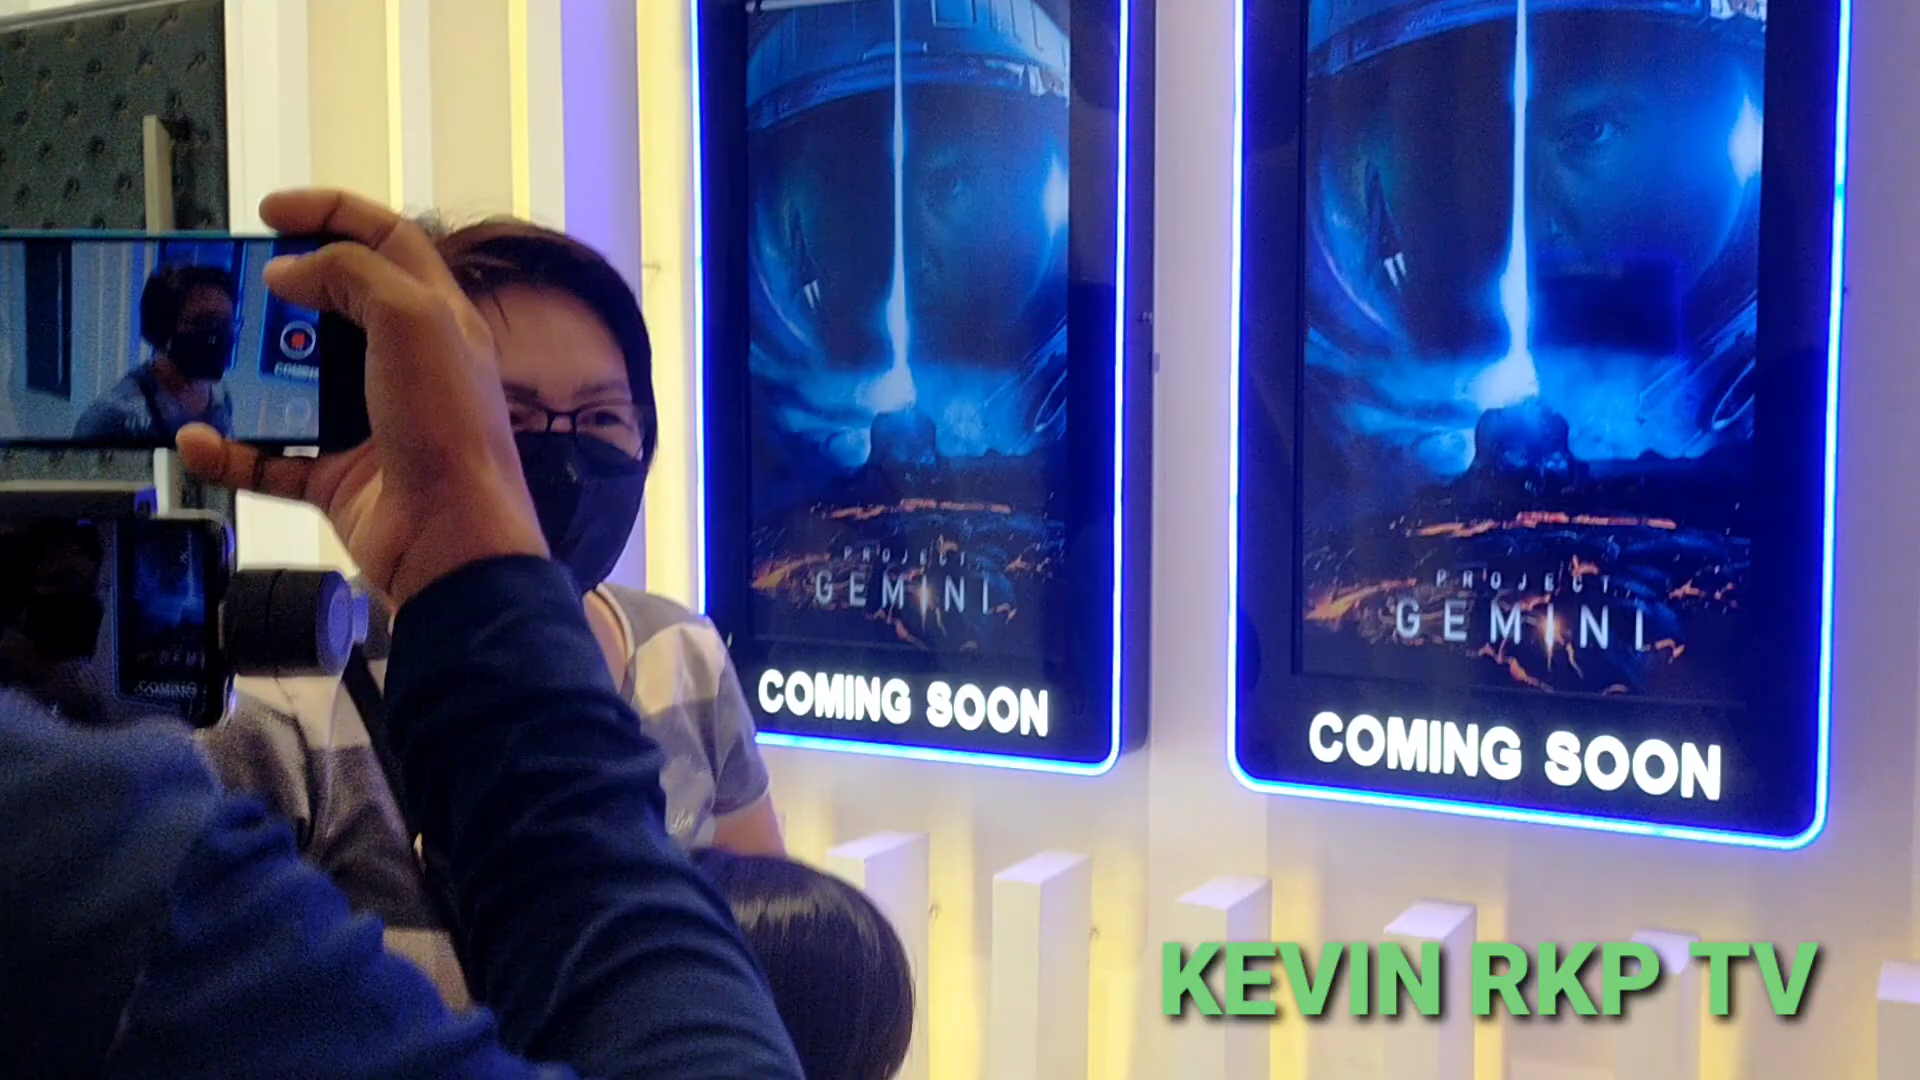 PROJECT
GEMINI
COMING SOON
PROJECT
GEMINI
COMING SOON
KEVIN RKP TV